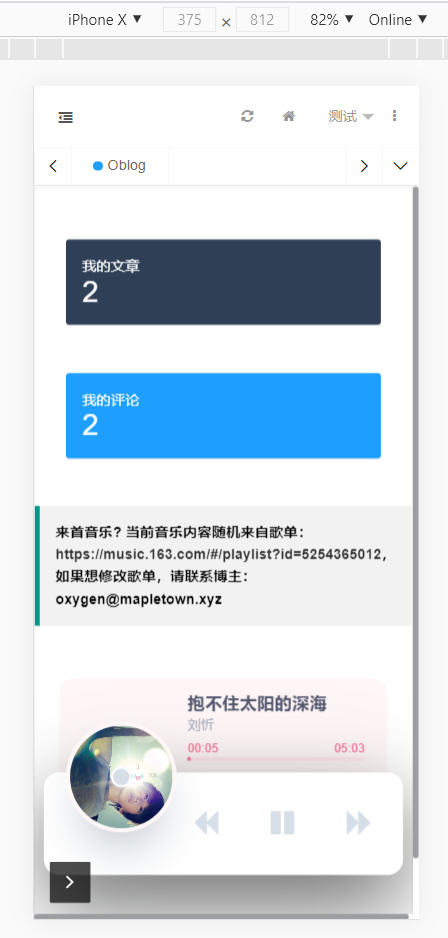 iPhone X ▼ 375 × 812 82% ▼ Online ▼
测试
Oblog
我的文章
2
我的评论
2
来首音乐？当前音乐内容随机来自歌单：
https://music.163.com/#/playlist?id=5254365012，
如果想修改歌单，请联系博主：
oxygen@mapletown.xyz
抱不住太阳的深海
刘忻
00:05 05:03